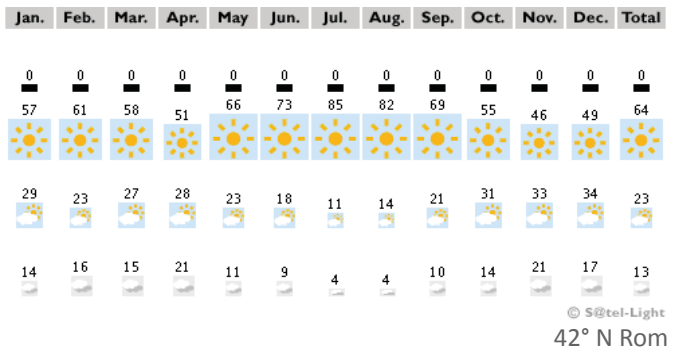 Jan. Feb. Mar. Apr. May Jun. Jul. Aug. Sep. Oct. Nov. Dec. Total
0 0 0 0 0 0 0 0 0 0 0 0 0
57 61 58 51 66 73 85 82 69 55 46 49 64
29 23 27 28 23 18 11 14 21 31 33 34 23
14 16 15 21 11 9 4 4 10 14 21 17 13
© S@tel-Light
42° N Rom